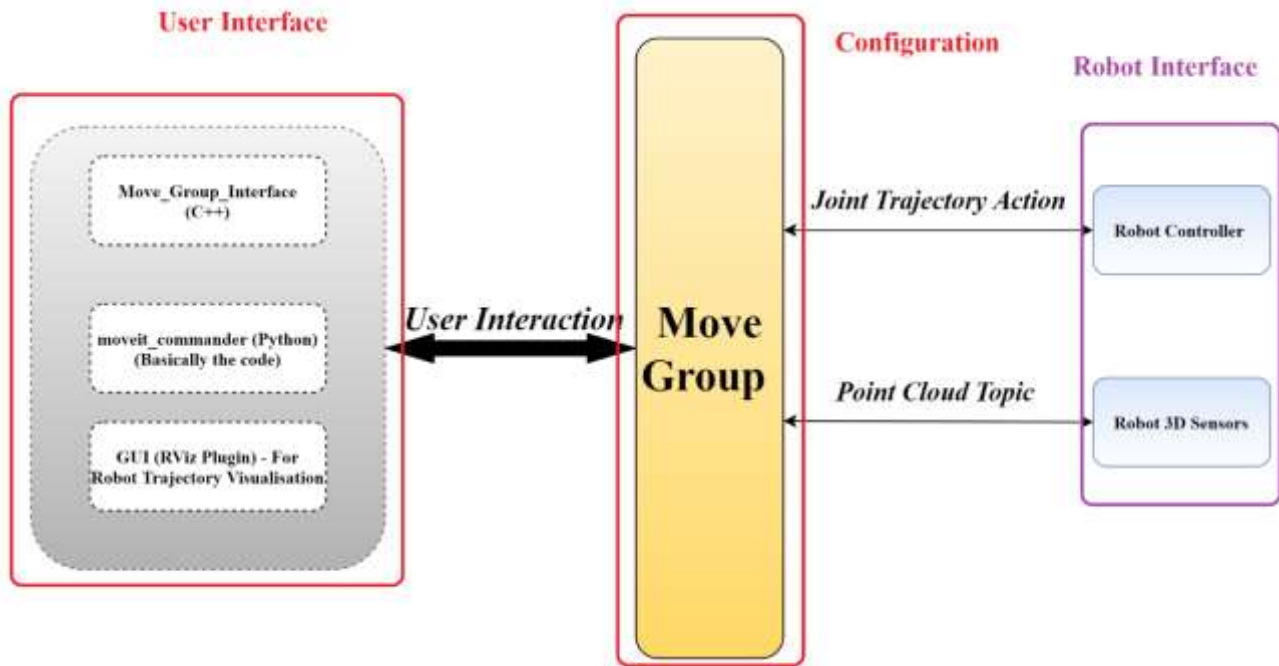 User Interface
Move_Group_Interface
(C++)
moveit_commander (Python)
(Basically the code)
GUI (RViz Plugin) - For
Robot Trajectory Visualisation
User Interaction
Configuration
Move
Group
Joint Trajectory Action
Point Cloud Topic
Robot Interface
Robot Controller
Robot 3D Sensors